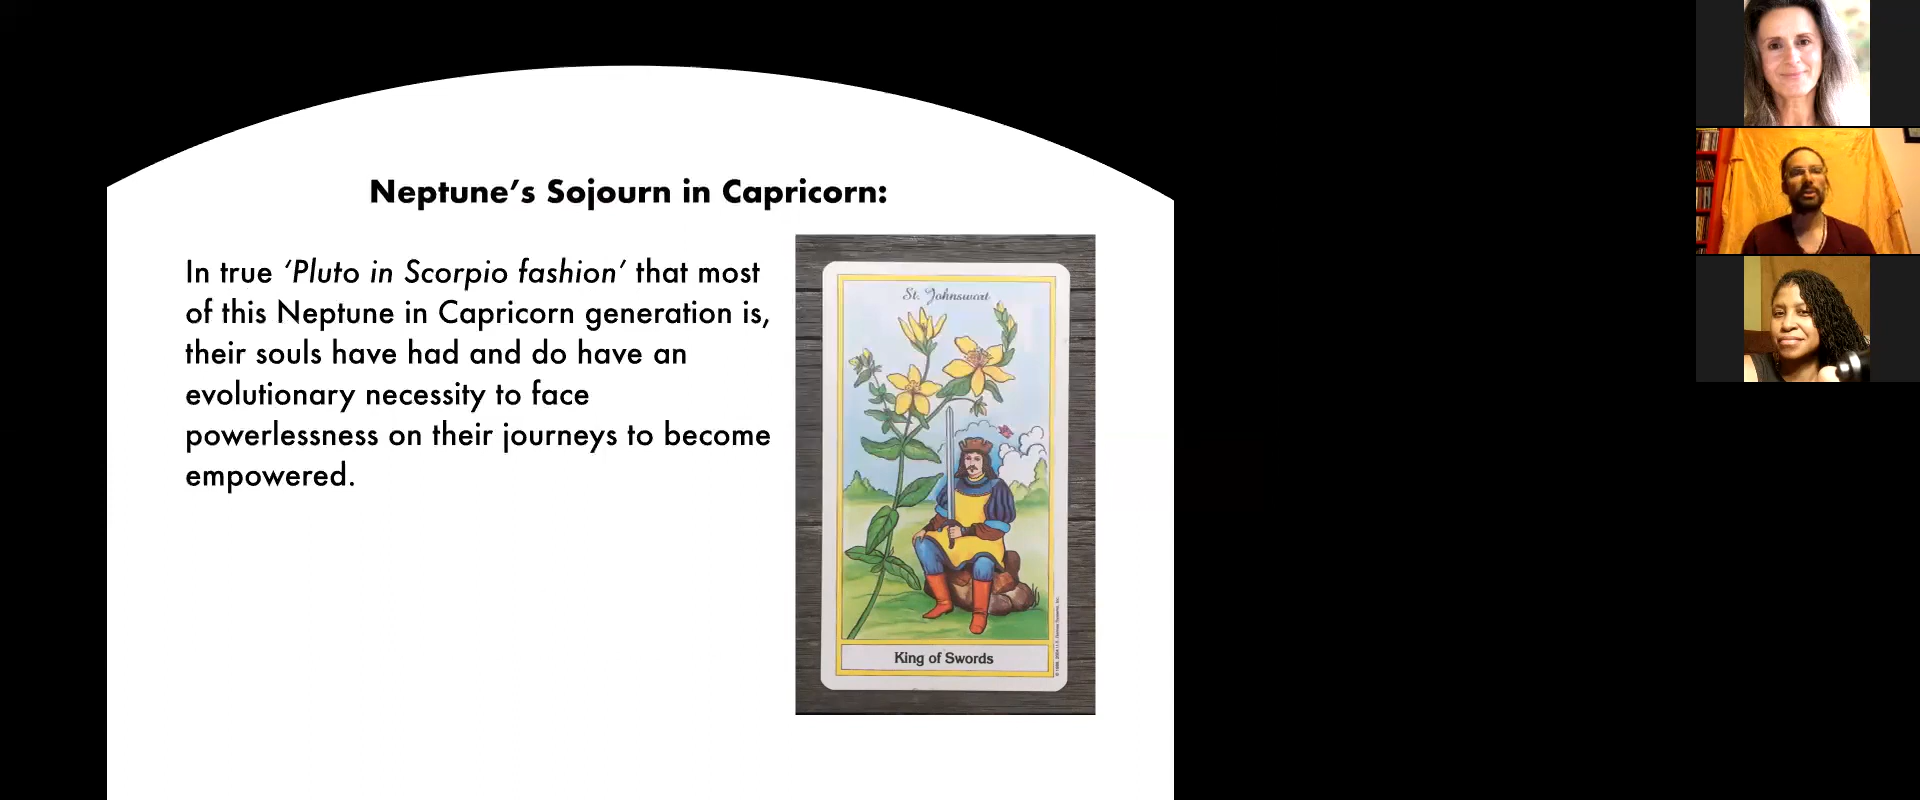 Neptune’s Sojourn in Capricorn:
In true ‘Pluto in Scorpio fashion’ that most
of this Neptune in Capricorn generation is,
their souls have had and do have an
evolutionary necessity to face
powerlessness on their journeys to become
empowered.
St. Johnswort
King of Swords